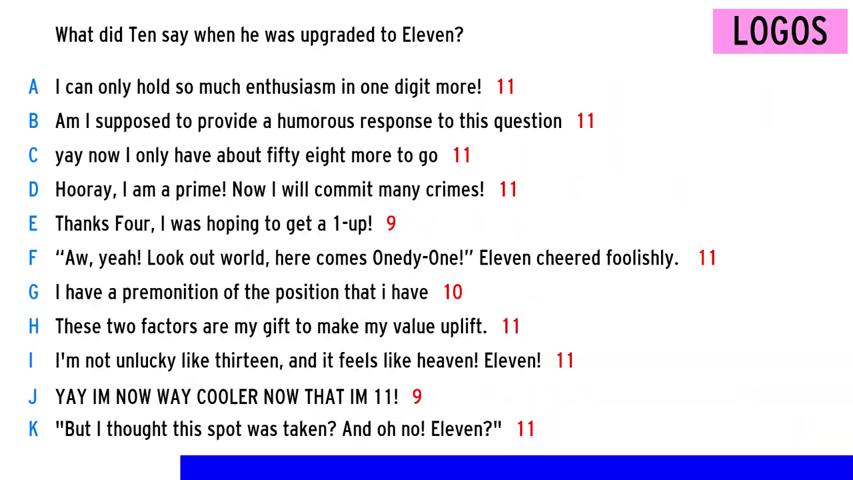 What did Ten say when he was upgraded to Eleven?
LOGOS
A I can only hold so much enthusiasm in one digit more! 11
B Am I supposed to provide a humorous response to this question 11
C yay now I only have about fifty eight more to go 11
D Hooray, I am a prime! Now I will commit many crimes! 11
E Thanks Four, I was hoping to get a 1-up! 9
F “Aw, yeah! Look out world, here comes Onedy-One!” Eleven cheered foolishly. 11
G I have a premonition of the position that i have 10
H These two factors are my gift to make my value uplift. 11
I I'm not unlucky like thirteen, and it feels like heaven! Eleven! 11
J YAY IM NOW WAY COOLER NOW THAT IM 11! 9
K "But I thought this spot was taken? And oh no! Eleven?" 11